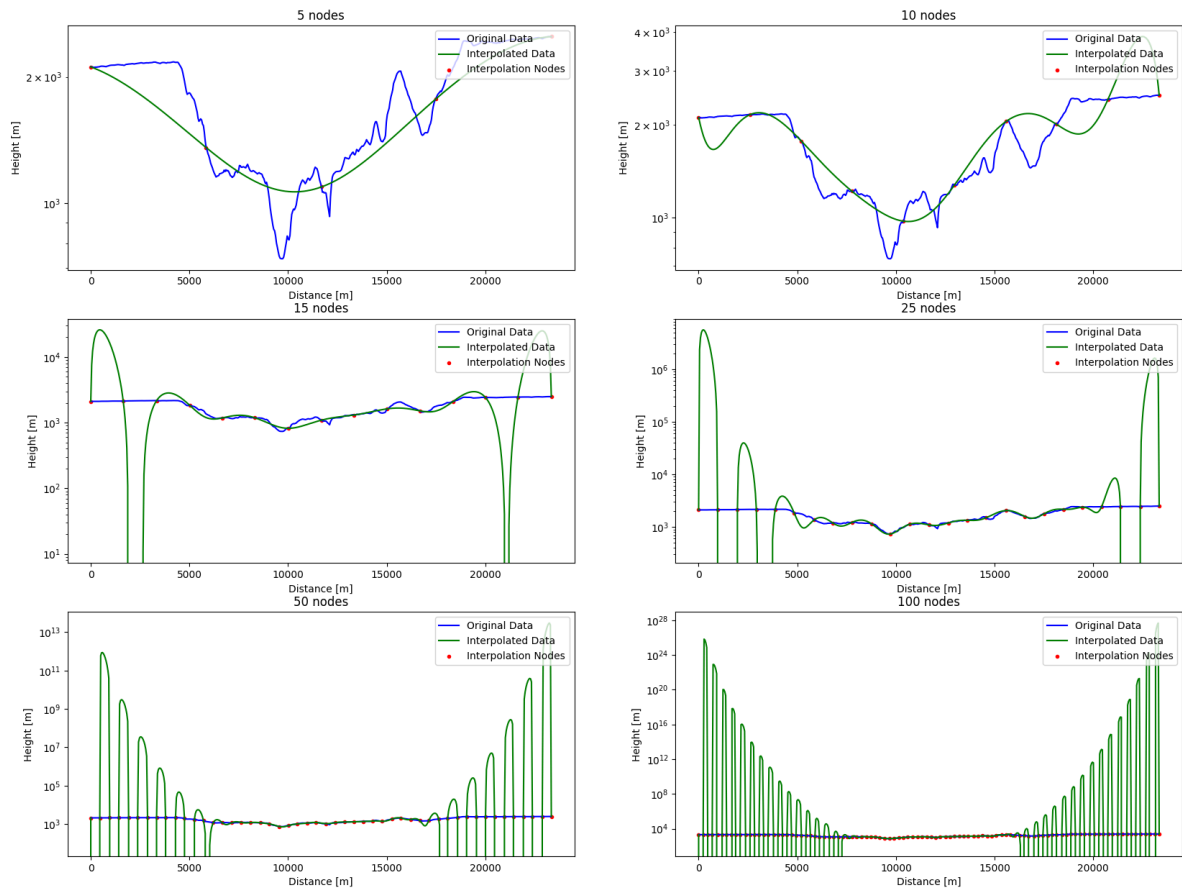 5 nodes
Height [m]
2 × 10³
10³
Original Data
Interpolated Data
Interpolation Nodes
0 5000 10000 15000 20000
Distance [m]
10 nodes
Height [m]
4 × 10³
3 × 10³
2 × 10³
10³
Original Data
Interpolated Data
Interpolation Nodes
0 5000 10000 15000 20000
Distance [m]
15 nodes
Height [m]
10⁴
10³
10²
10¹
Original Data
Interpolated Data
Interpolation Nodes
0 5000 10000 15000 20000
Distance [m]
25 nodes
Height [m]
10⁶
10⁵
10⁴
10³
Original Data
Interpolated Data
Interpolation Nodes
0 5000 10000 15000 20000
Distance [m]
50 nodes
Height [m]
10¹³
10¹¹
10⁹
10⁷
10⁵
10³
Original Data
Interpolated Data
Interpolation Nodes
0 5000 10000 15000 20000
Distance [m]
100 nodes
Height [m]
10²⁸
10²⁴
10²⁰
10¹⁶
10¹²
10⁸
10⁴
Original Data
Interpolated Data
Interpolation Nodes
0 5000 10000 15000 20000
Distance [m]